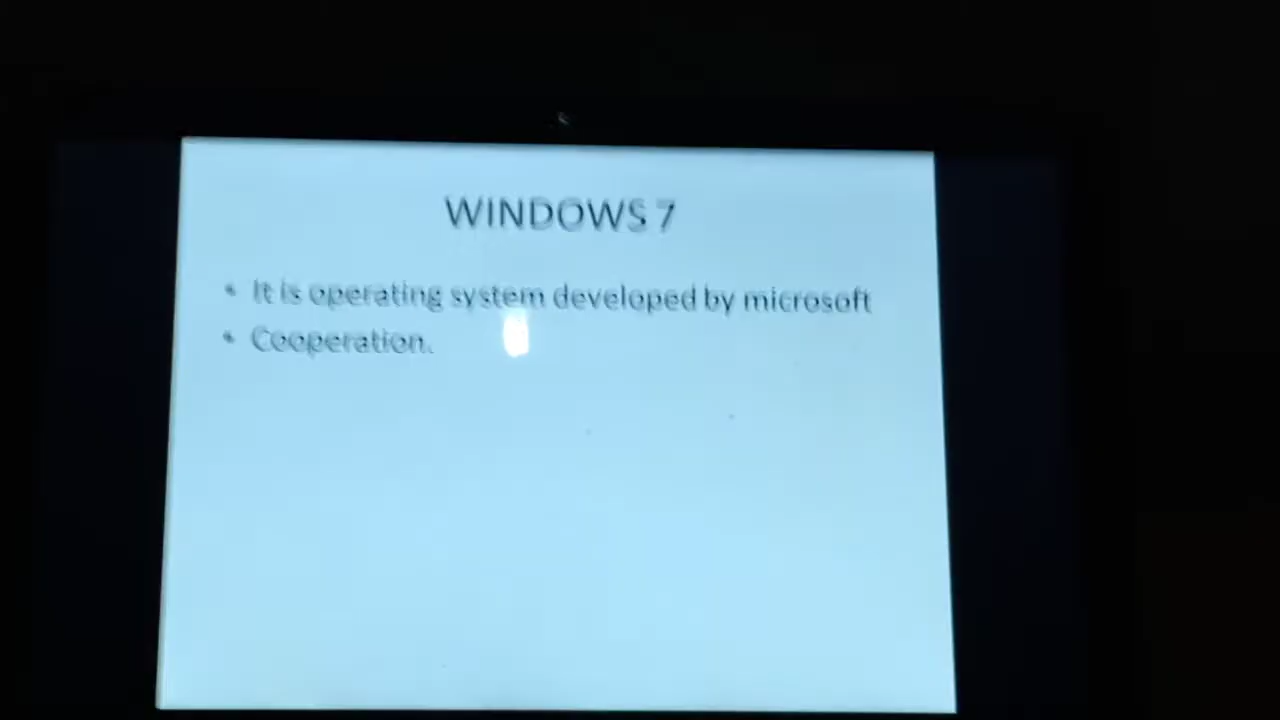 WINDOWS 7
• It is operating system developed by microsoft
• Cooperation.